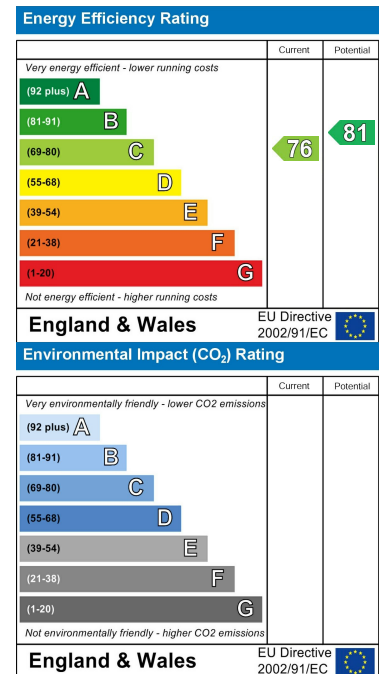 Energy Efficiency Rating
Current Potential
Very energy efficient - lower running costs
(92 plus) A
(81-91) B
(69-80) C
(55-68) D
(39-54) E
(21-38) F
(1-20) G
76
81
Not energy efficient - higher running costs
England & Wales
EU Directive
2002/91/EC
Environmental Impact (CO₂) Rating
Current Potential
Very environmentally friendly - lower CO2 emissions
(92 plus) A
(81-91) B
(69-80) C
(55-68) D
(39-54) E
(21-38) F
(1-20) G
Not environmentally friendly - higher CO2 emissions
England & Wales
EU Directive
2002/91/EC